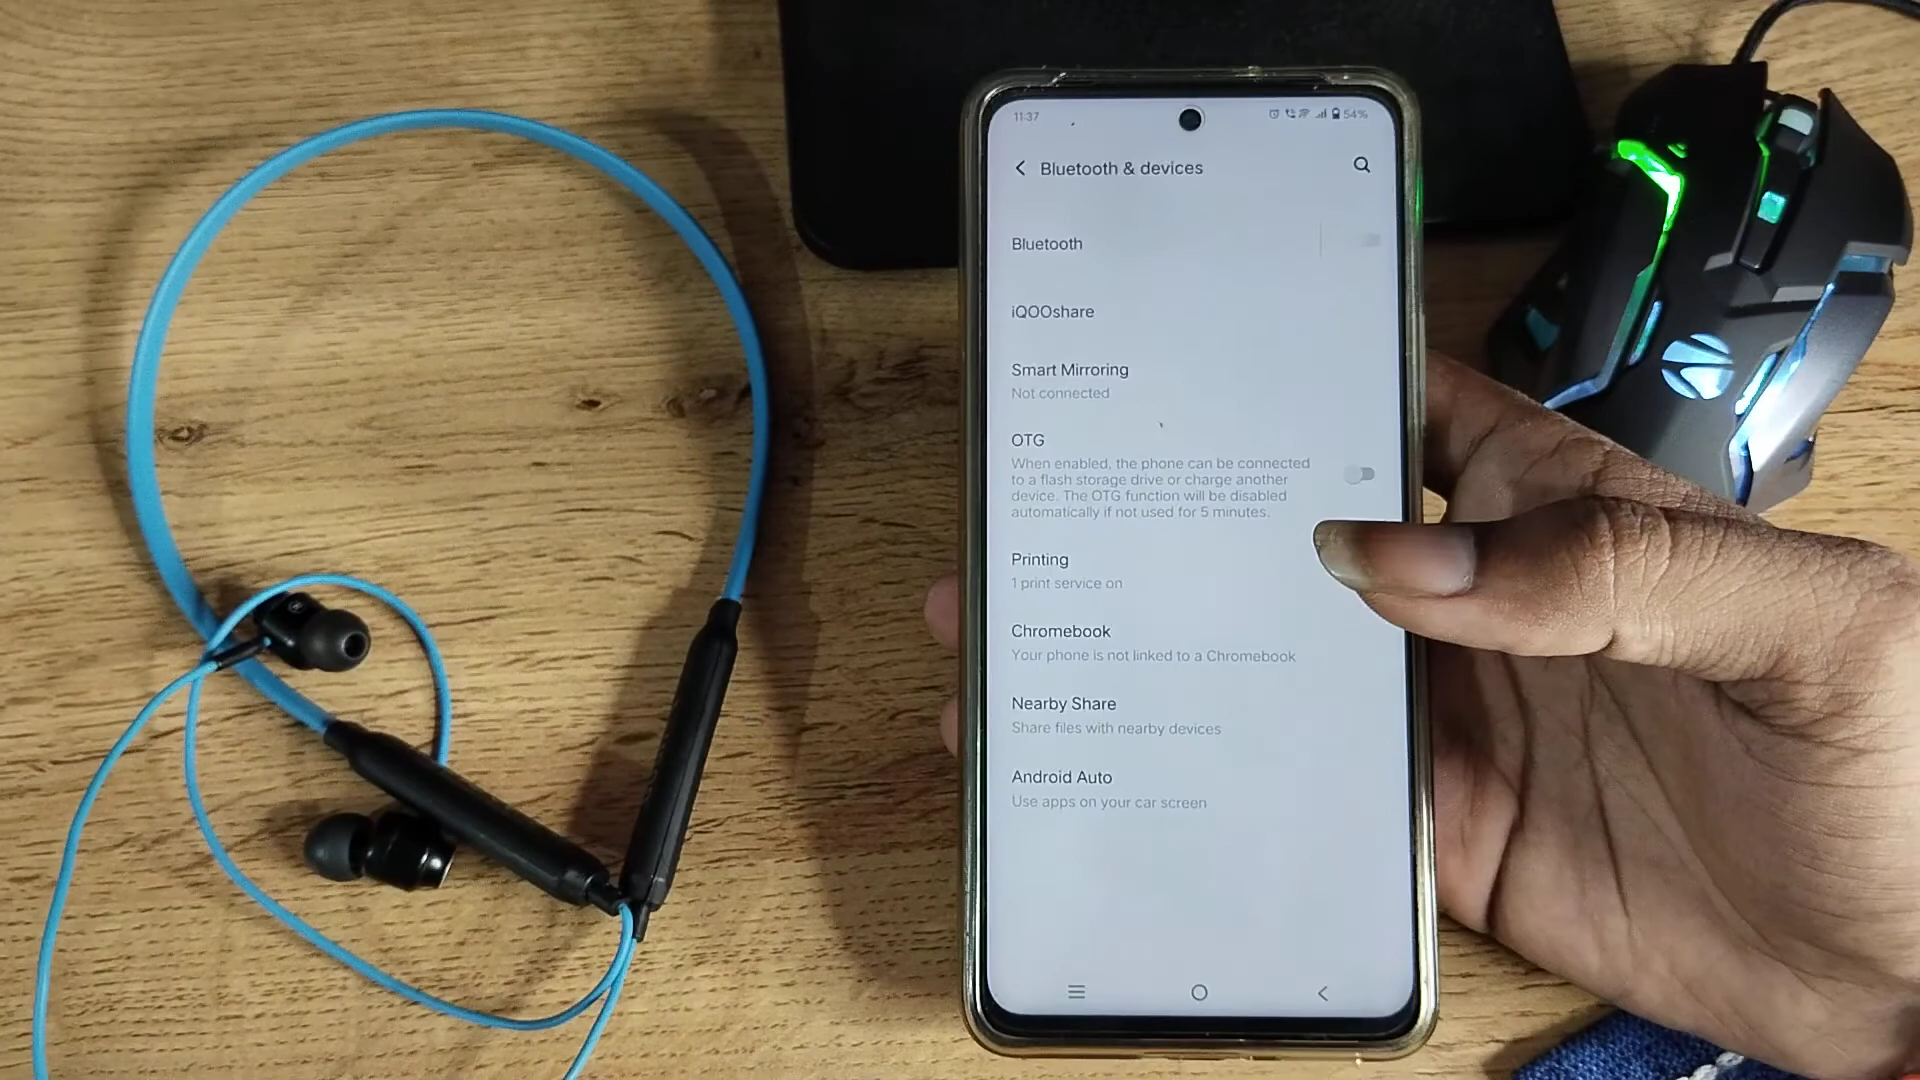 11:37
54%
Bluetooth & devices
Bluetooth
iQOOshare
Smart Mirroring
Not connected
OTG
When enabled, the phone can be connected
to a flash storage drive or charge another
device. The OTG function will be disabled
automatically if not used for 5 minutes.
Printing
1 print service on
Chromebook
Your phone is not linked to a Chromebook
Nearby Share
Share files with nearby devices
Android Auto
Use apps on your car screen